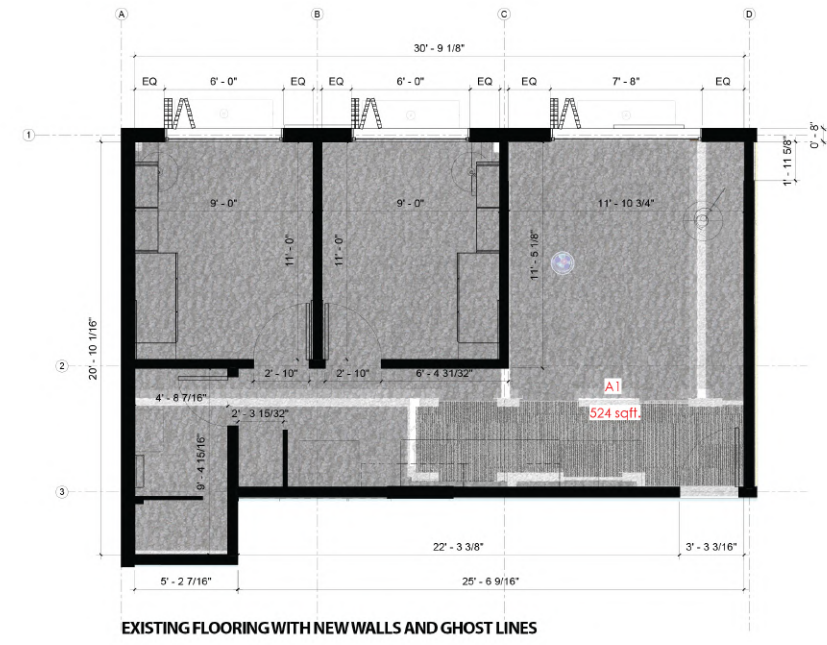 A B C D
30' - 9 1/8"
EQ 6' - 0" EQ EQ 6' - 0" EQ EQ 7' - 8" EQ
1
0' - 8"
1' - 11 5/8"
9' - 0" 9' - 0" 11' - 10 3/4"
11' - 0" 11' - 0" 11' - 5 1/8"
20' - 10 1/16"
2
2' - 10" 2' - 10" 6' - 4 31/32"
A1
4' - 8 7/16"
2' - 3 15/32"
524 sqft.
9' - 4 15/16"
3
22' - 3 3/8" 3' - 3 3/16"
5' - 2 7/16" 25' - 6 9/16"
EXISTING FLOORING WITH NEW WALLS AND GHOST LINES